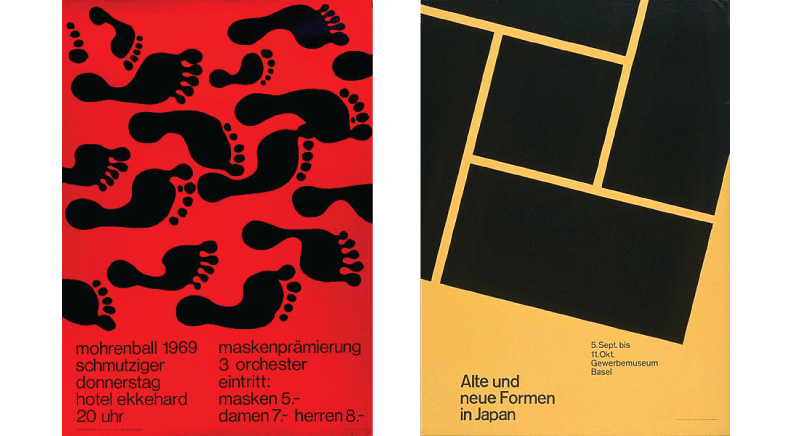 mohrenball 1969
schmutziger
donnerstag
hotel ekkehard
20 uhr
maskenprämierung
3 orchester
eintritt:
masken 5.-
damen 7.- herren 8.-
5. Sept. bis
11. Okt.
Gewerbemuseum
Basel
Alte und
neue Formen
in Japan